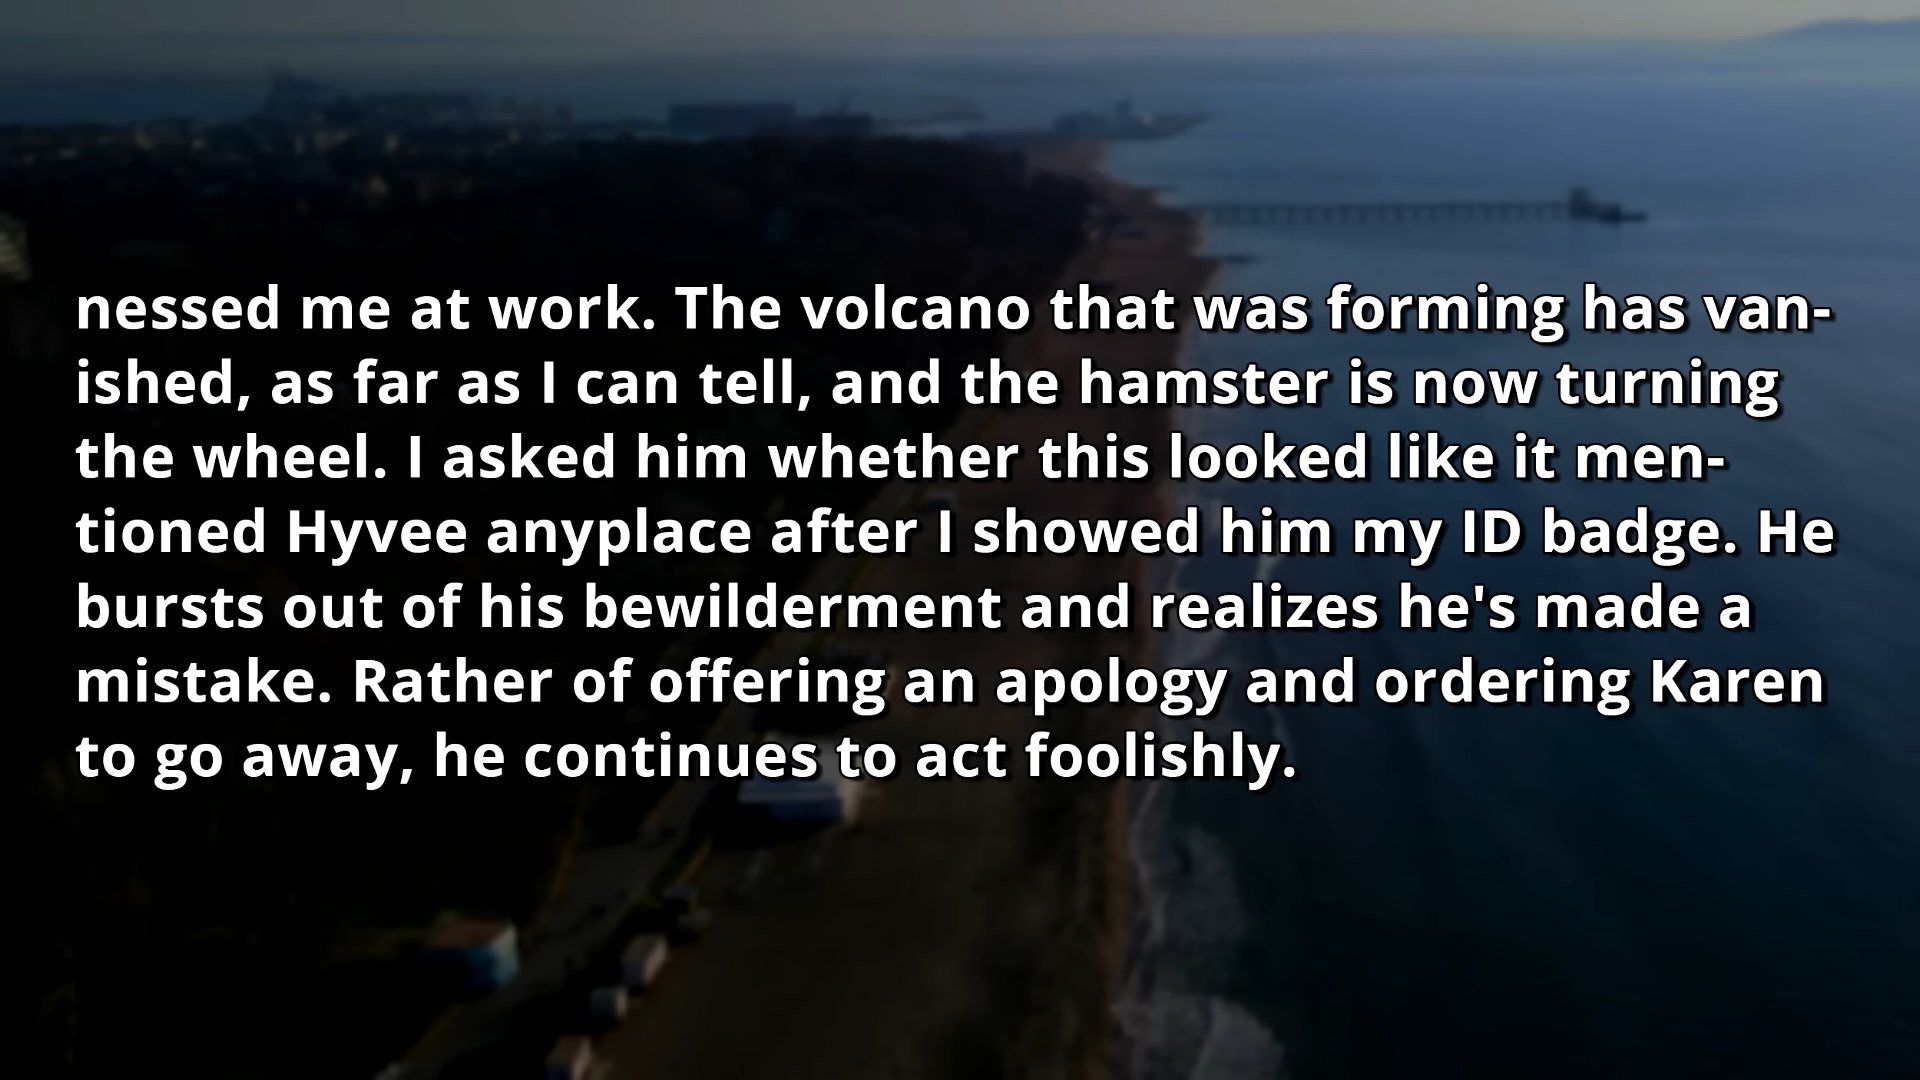 nessed me at work. The volcano that was forming has van-
ished, as far as I can tell, and the hamster is now turning
the wheel. I asked him whether this looked like it men-
tioned Hyvee anyplace after I showed him my ID badge. He
bursts out of his bewilderment and realizes he's made a
mistake. Rather of offering an apology and ordering Karen
to go away, he continues to act foolishly.